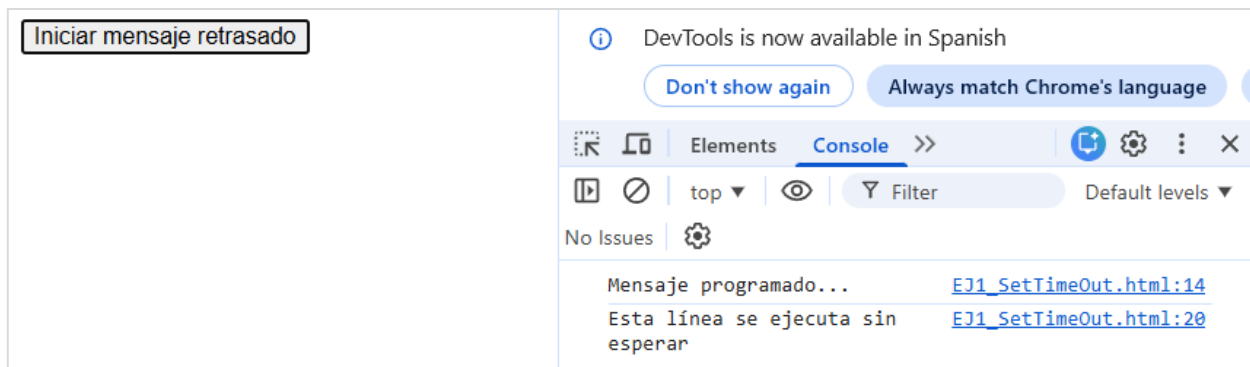 Iniciar mensaje retrasado
DevTools is now available in Spanish
Don't show again Always match Chrome's language
Elements Console
top Filter Default levels
No Issues
Mensaje programado... EJ1_SetTimeOut.html:14
Esta línea se ejecuta sin EJ1_SetTimeOut.html:20
esperar